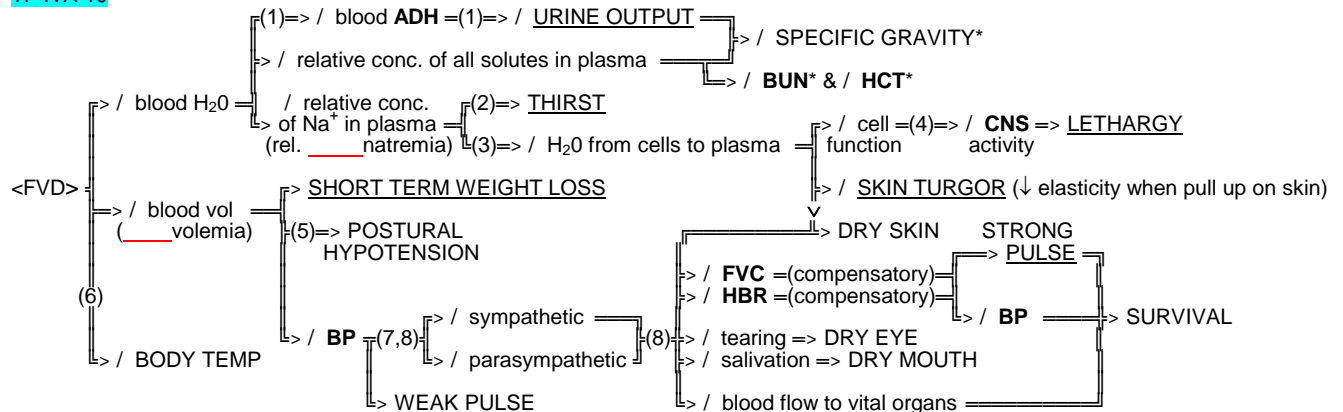 (1)=> / blood ADH =(1)=> / URINE OUTPUT
> / SPECIFIC GRAVITY*
> / relative conc. of all solutes in plasma
=> / BUN* & / HCT*
> / blood H₂0
/ relative conc. (2)=> THIRST
> of Na⁺ in plasma
> / cell =(4)=> / CNS => LETHARGY
(rel. _____natremia) (3)=> / H₂0 from cells to plasma
function activity
<FVD>
> SHORT TERM WEIGHT LOSS
> / SKIN TURGOR (↓ elasticity when pull up on skin)
=> / blood vol
(_____volemia)
(5)=> POSTURAL
HYPOTENSION
> DRY SKIN STRONG
=> PULSE
> / FVC =(compensatory)
> / HBR =(compensatory)
(6)
> / sympathetic
=> / BP
> SURVIVAL
=> / BP (7,8)
(8) > / tearing => DRY EYE
=> / parasympathetic
> / salivation => DRY MOUTH
=> / BODY TEMP
=> WEAK PULSE
=> / blood flow to vital organs